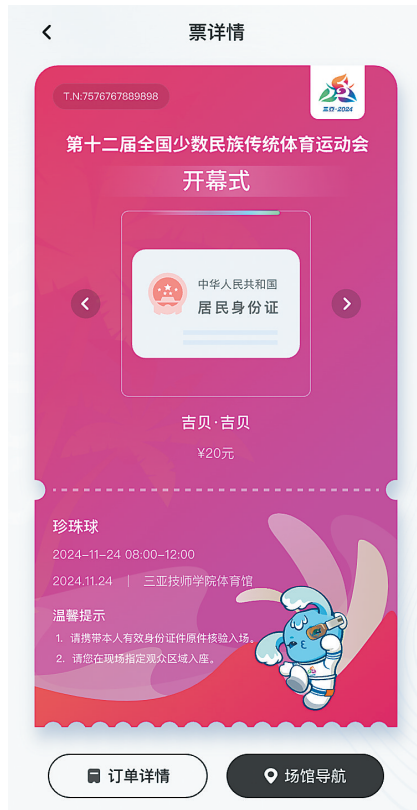 票详情
T.N:7576767889898
三亚·2024
第十二届全国少数民族传统体育运动会
开幕式
中华人民共和国
居民身份证
吉贝·吉贝
¥20元
珍珠球
2024-11-24 08:00-12:00
2024.11.24 | 三亚技师学院体育馆
温馨提示
1. 请携带本人有效身份证件原件核验入场。
2. 请您在现场指定观众区域入座。
订单详情
场馆导航